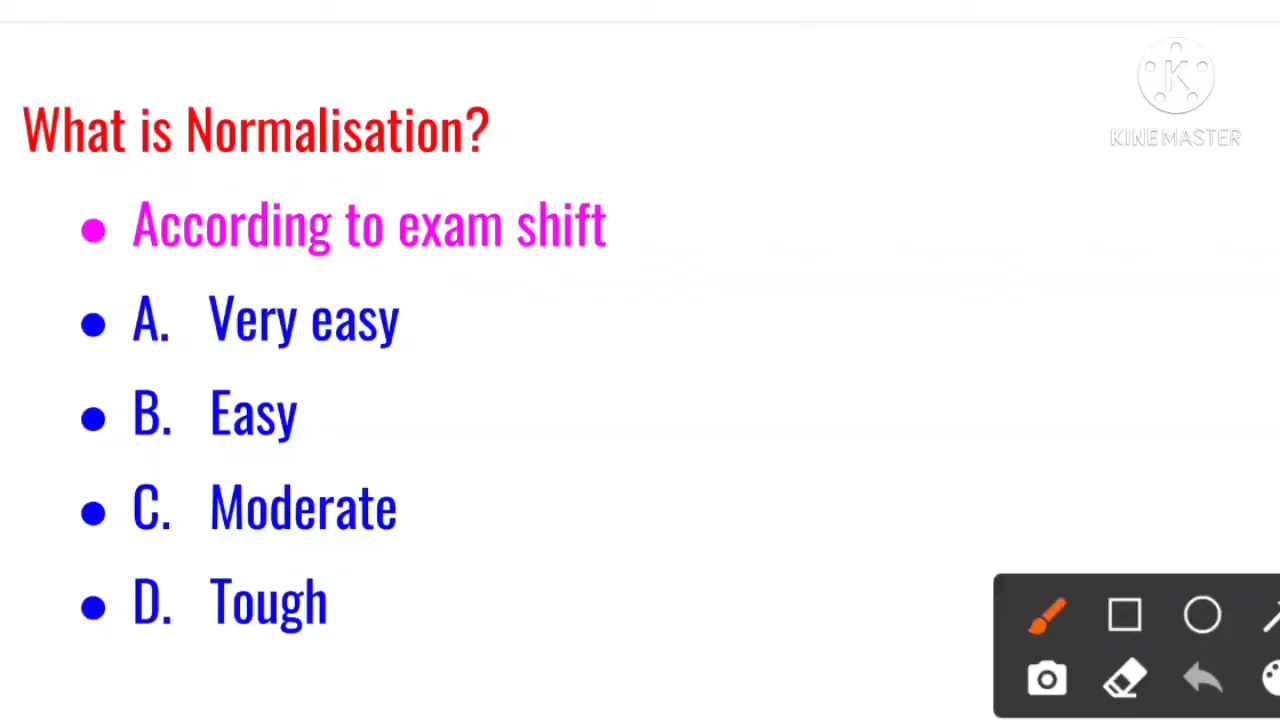 What is Normalisation?
According to exam shift
A. Very easy
B. Easy
C. Moderate
D. Tough
K
KINEMASTER